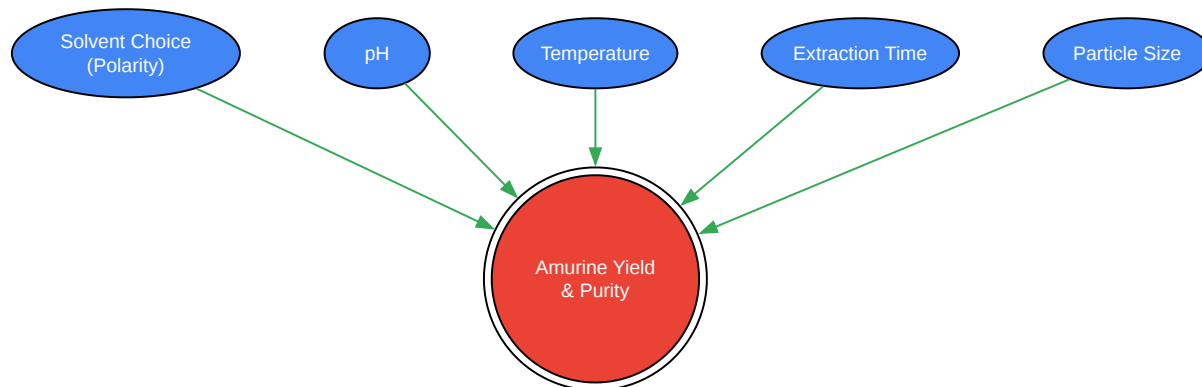 Solvent Choice
(Polarity)
pH
Temperature
Extraction Time
Particle Size
Amurine Yield
& Purity